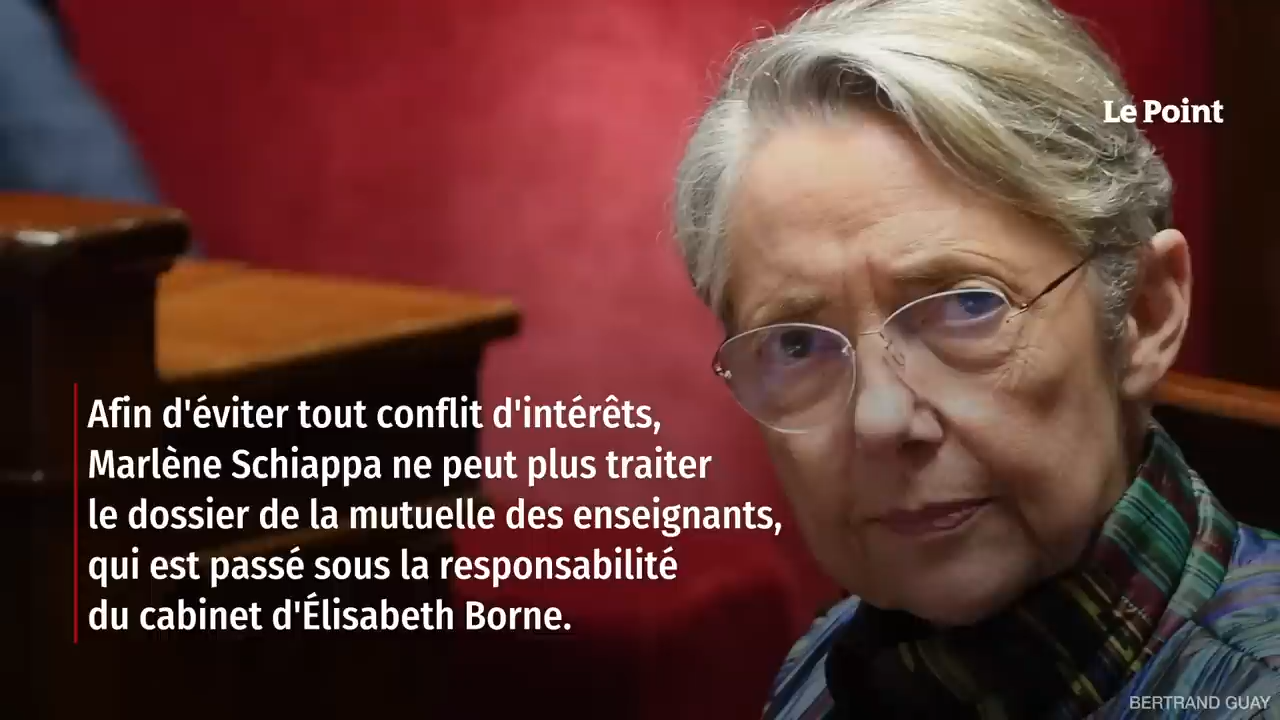 Le Point
Afin d'éviter tout conflit d'intérêts,
Marlène Schiappa ne peut plus traiter
le dossier de la mutuelle des enseignants,
qui est passé sous la responsabilité
du cabinet d'Élisabeth Borne.
BERTRAND GUAY